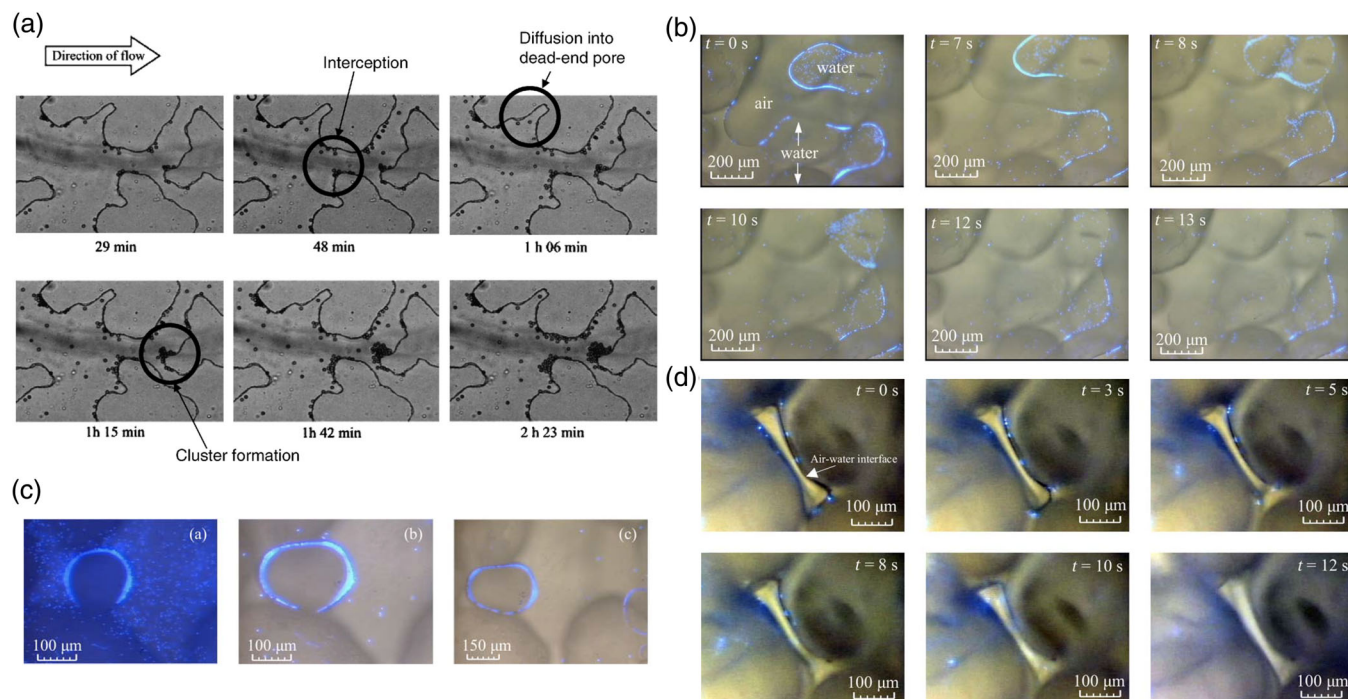 (a)
Direction of flow
Interception
Diffusion into
dead-end pore
29 min
48 min
1 h 06 min
1h 15 min
1h 42 min
2 h 23 min
Cluster formation
(b)
t = 0 s
water
air
water
200 μm
t = 7 s
200 μm
t = 8 s
200 μm
t = 10 s
200 μm
t = 12 s
200 μm
t = 13 s
200 μm
(c)
(a)
100 μm
(b)
100 μm
(c)
150 μm
(d)
t = 0 s
Air-water interface
100 μm
t = 3 s
100 μm
t = 5 s
100 μm
t = 8 s
100 μm
t = 10 s
100 μm
t = 12 s
100 μm